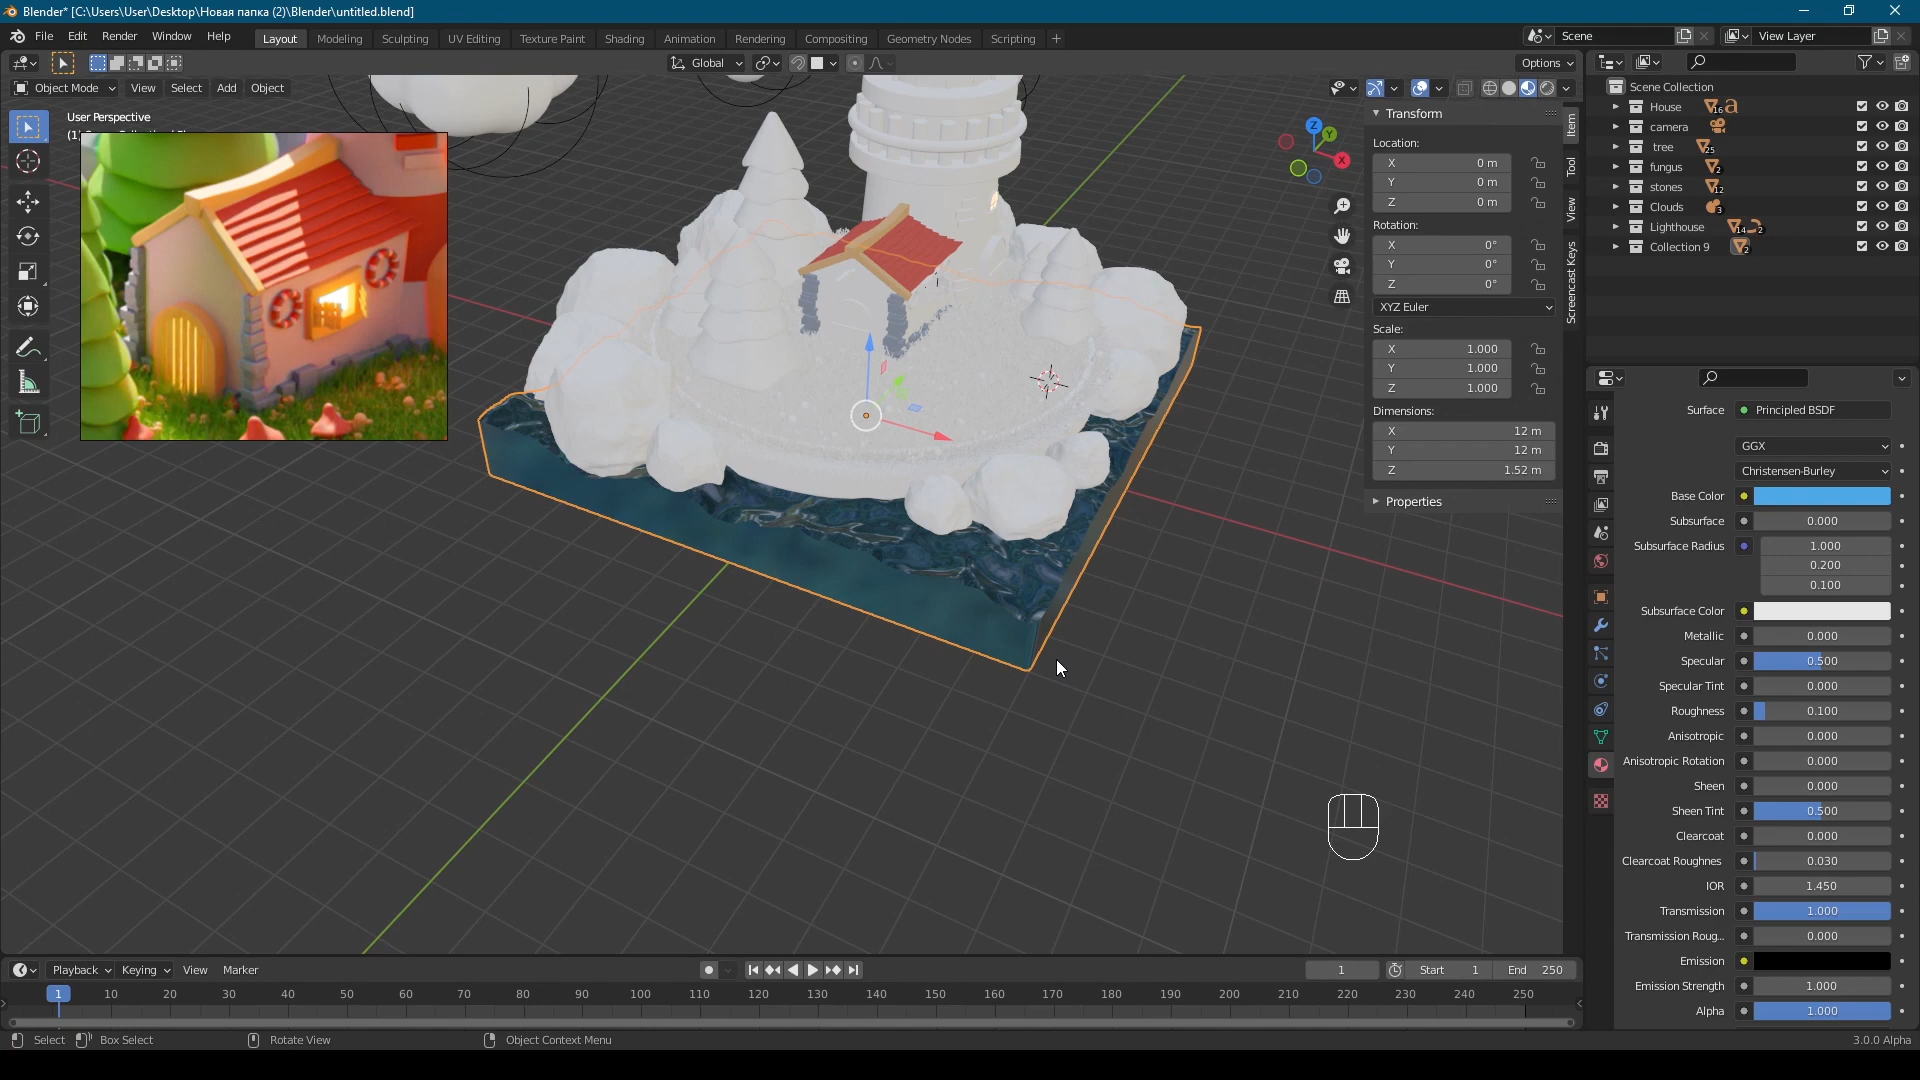 Blender* [C:\Users\User\Desktop\Новая папка (2)\Blender\untitled.blend]
File Edit Render Window Help Layout Modeling Sculpting UV Editing Texture Paint Shading Animation Rendering Compositing Geometry Nodes Scripting + Scene View Layer
Global Options
Object Mode View Select Add Object
User Perspective
Transform
Location:
X 0 m
Y 0 m
Z 0 m
Rotation:
X 0°
Y 0°
Z 0°
XYZ Euler
Scale:
X 1.000
Y 1.000
Z 1.000
Dimensions:
X 12 m
Y 12 m
Z 1.52 m
Properties
Item
Tool
View
Screencast Keys
Z
Y
X
Scene Collection
House 16
camera
tree 25
fungus 2
stones 12
Clouds 3
Lighthouse 14 2
Collection 9 2
Surface Principled BSDF
GGX
Christensen-Burley
Base Color
Subsurface 0.000
Subsurface Radius 1.000
0.200
0.100
Subsurface Color
Metallic 0.000
Specular 0.500
Specular Tint 0.000
Roughness 0.100
Anisotropic 0.000
Anisotropic Rotation 0.000
Sheen 0.000
Sheen Tint 0.500
Clearcoat 0.000
Clearcoat Roughnes 0.030
IOR 1.450
Transmission 1.000
Transmission Roug... 0.000
Emission
Emission Strength 1.000
Alpha 1.000
Playback Keying View Marker 1 Start 1 End 250
1 10 20 30 40 50 60 70 80 90 100 110 120 130 140 150 160 170 180 190 200 210 220 230 240 250
Select Box Select Rotate View Object Context Menu 3.0.0 Alpha